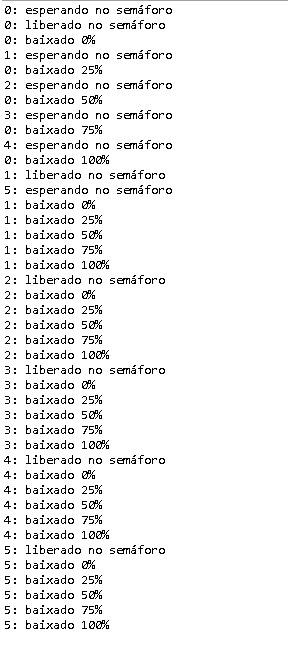 0: esperando no semáforo
0: liberado no semáforo
0: baixado 0%
1: esperando no semáforo
0: baixado 25%
2: esperando no semáforo
0: baixado 50%
3: esperando no semáforo
0: baixado 75%
4: esperando no semáforo
0: baixado 100%
1: liberado no semáforo
5: esperando no semáforo
1: baixado 0%
1: baixado 25%
1: baixado 50%
1: baixado 75%
1: baixado 100%
2: liberado no semáforo
2: baixado 0%
2: baixado 25%
2: baixado 50%
2: baixado 75%
2: baixado 100%
3: liberado no semáforo
3: baixado 0%
3: baixado 25%
3: baixado 50%
3: baixado 75%
3: baixado 100%
4: liberado no semáforo
4: baixado 0%
4: baixado 25%
4: baixado 50%
4: baixado 75%
4: baixado 100%
5: liberado no semáforo
5: baixado 0%
5: baixado 25%
5: baixado 50%
5: baixado 75%
5: baixado 100%